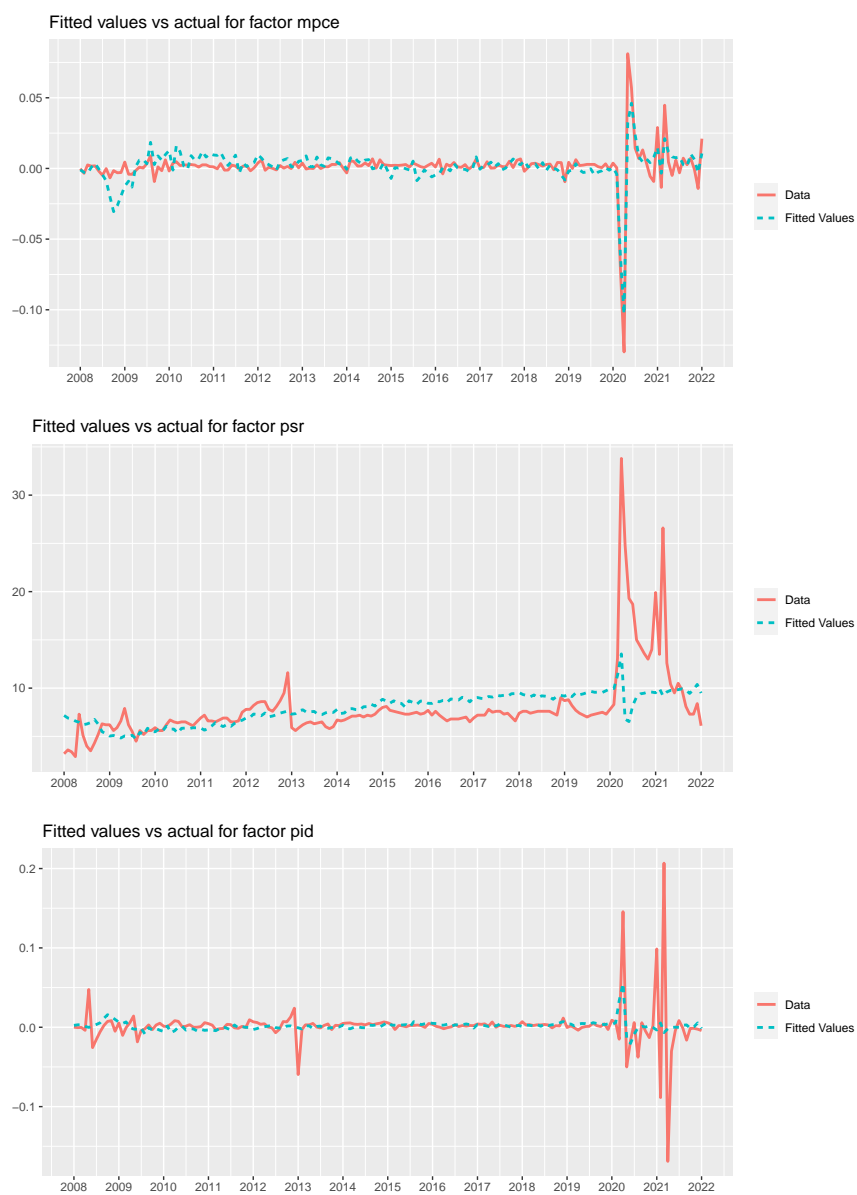 Fitted values vs actual for factor mpce
0.05
0.00
−0.05
−0.10
2008 2009 2010 2011 2012 2013 2014 2015 2016 2017 2018 2019 2020 2021 2022
Data
Fitted Values
Fitted values vs actual for factor psr
30
20
10
2008 2009 2010 2011 2012 2013 2014 2015 2016 2017 2018 2019 2020 2021 2022
Data
Fitted Values
Fitted values vs actual for factor pid
0.2
0.1
0.0
−0.1
2008 2009 2010 2011 2012 2013 2014 2015 2016 2017 2018 2019 2020 2021 2022
Data
Fitted Values